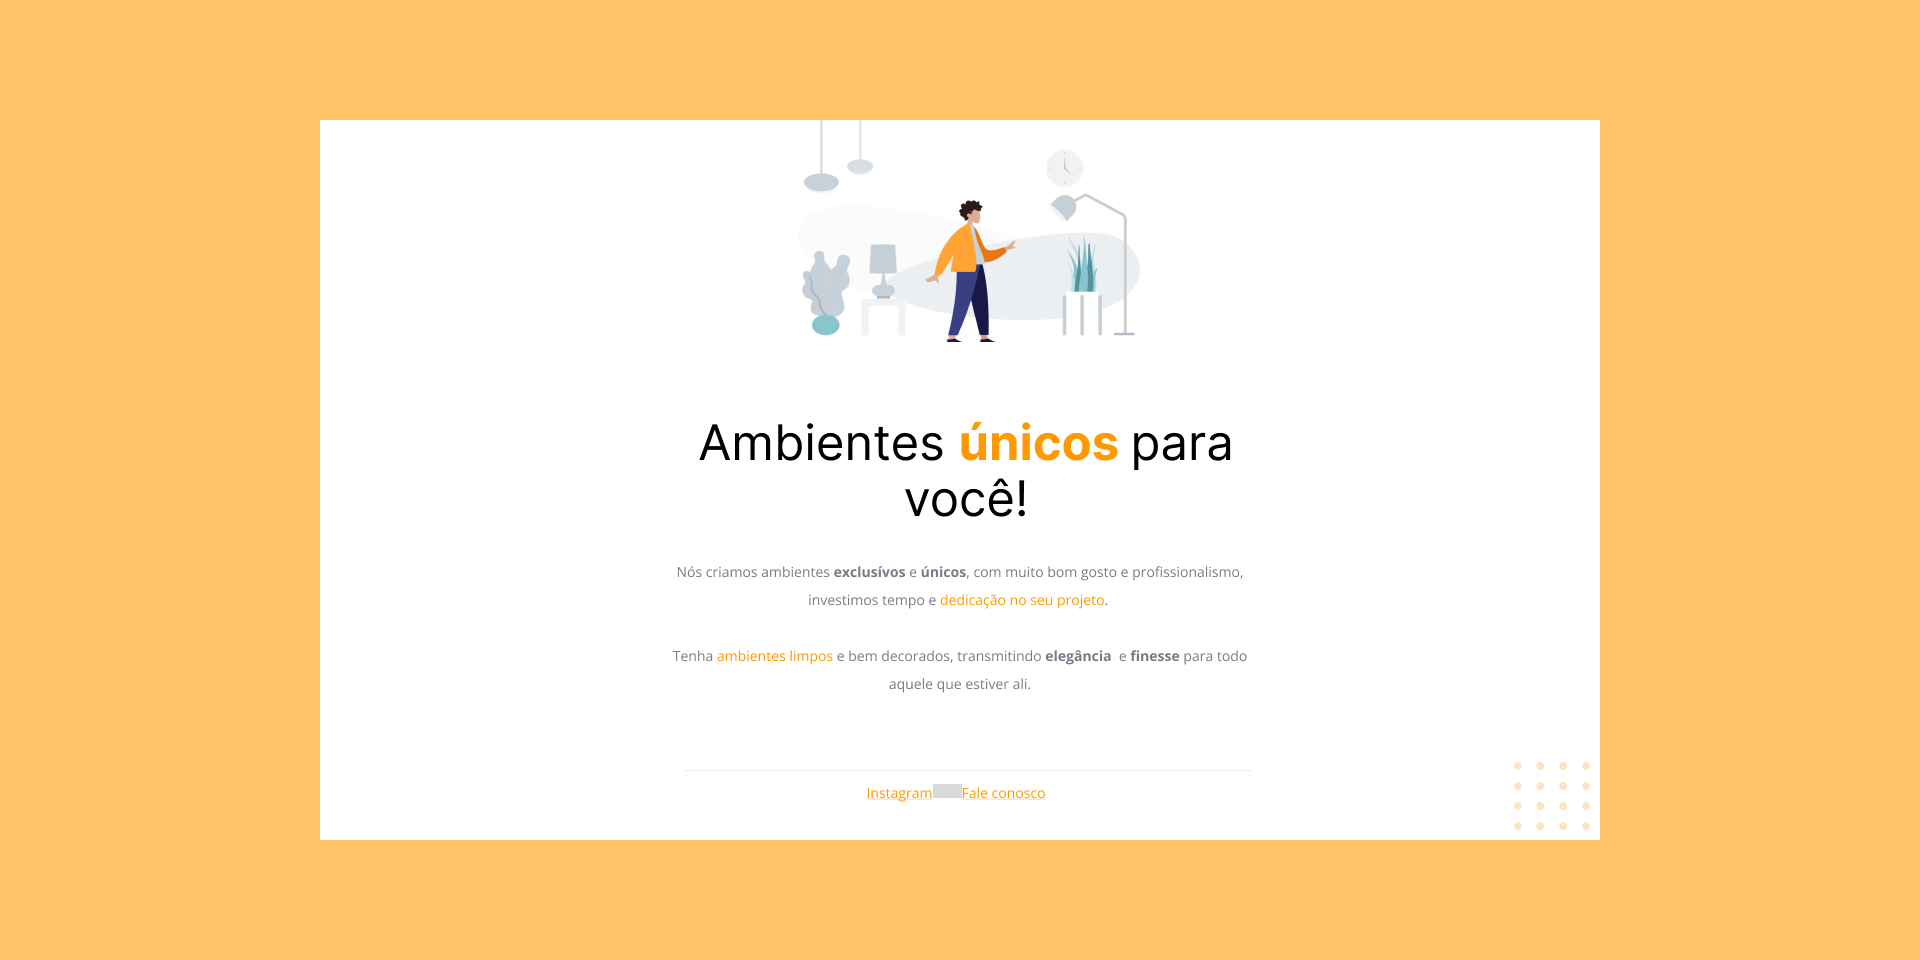 Ambientes únicos para
você!
Nós criamos ambientes exclusívos e únicos, com muito bom gosto e profissionalismo,
investimos tempo e dedicação no seu projeto.
Tenha ambientes limpos e bem decorados, transmitindo elegância  e finesse para todo
aquele que estiver ali.
Instagram Fale conosco